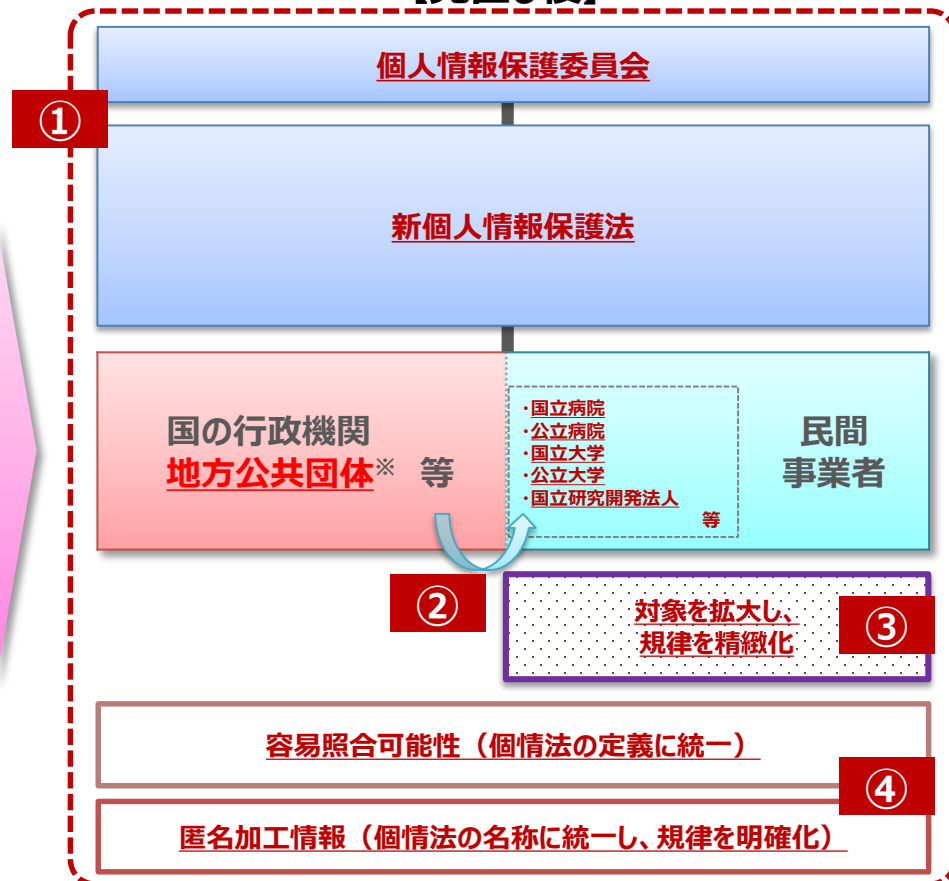 【見直し後】
個人情報保護委員会
①
新個人情報保護法
国の行政機関
地方公共団体※ 等
・国立病院
・公立病院
・国立大学
・公立大学
・国立研究開発法人
等
民間
事業者
②
対象を拡大し、
規律を精緻化
③
容易照合可能性（個情法の定義に統一）
④
匿名加工情報（個情法の名称に統一し、規律を明確化）